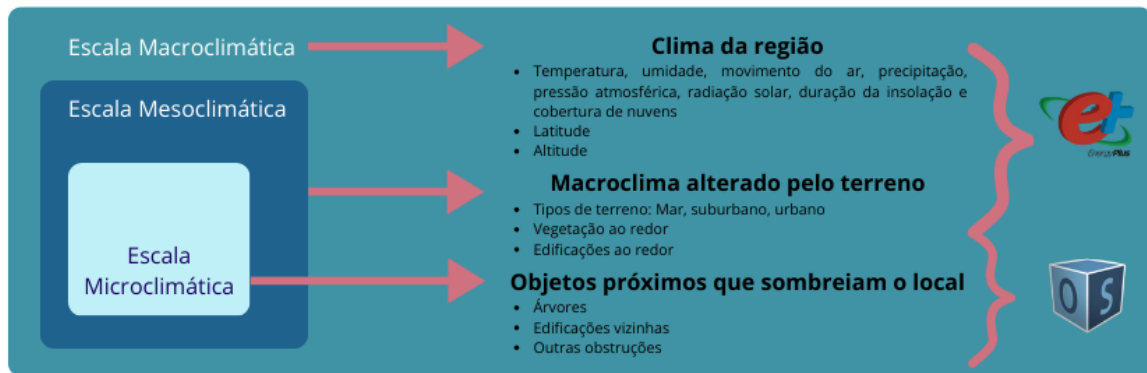 Escala Macroclimática
Escala Mesoclimática
Escala
Microclimática
Clima da região
• Temperatura, umidade, movimento do ar, precipitação,
pressão atmosférica, radiação solar, duração da insolação e
cobertura de nuvens
• Latitude
• Altitude
Macroclima alterado pelo terreno
• Tipos de terreno: Mar, suburbano, urbano
• Vegetação ao redor
• Edificações ao redor
Objetos próximos que sombreiam o local
• Árvores
• Edificações vizinhas
• Outras obstruções
e+
EnergyPlus
O S